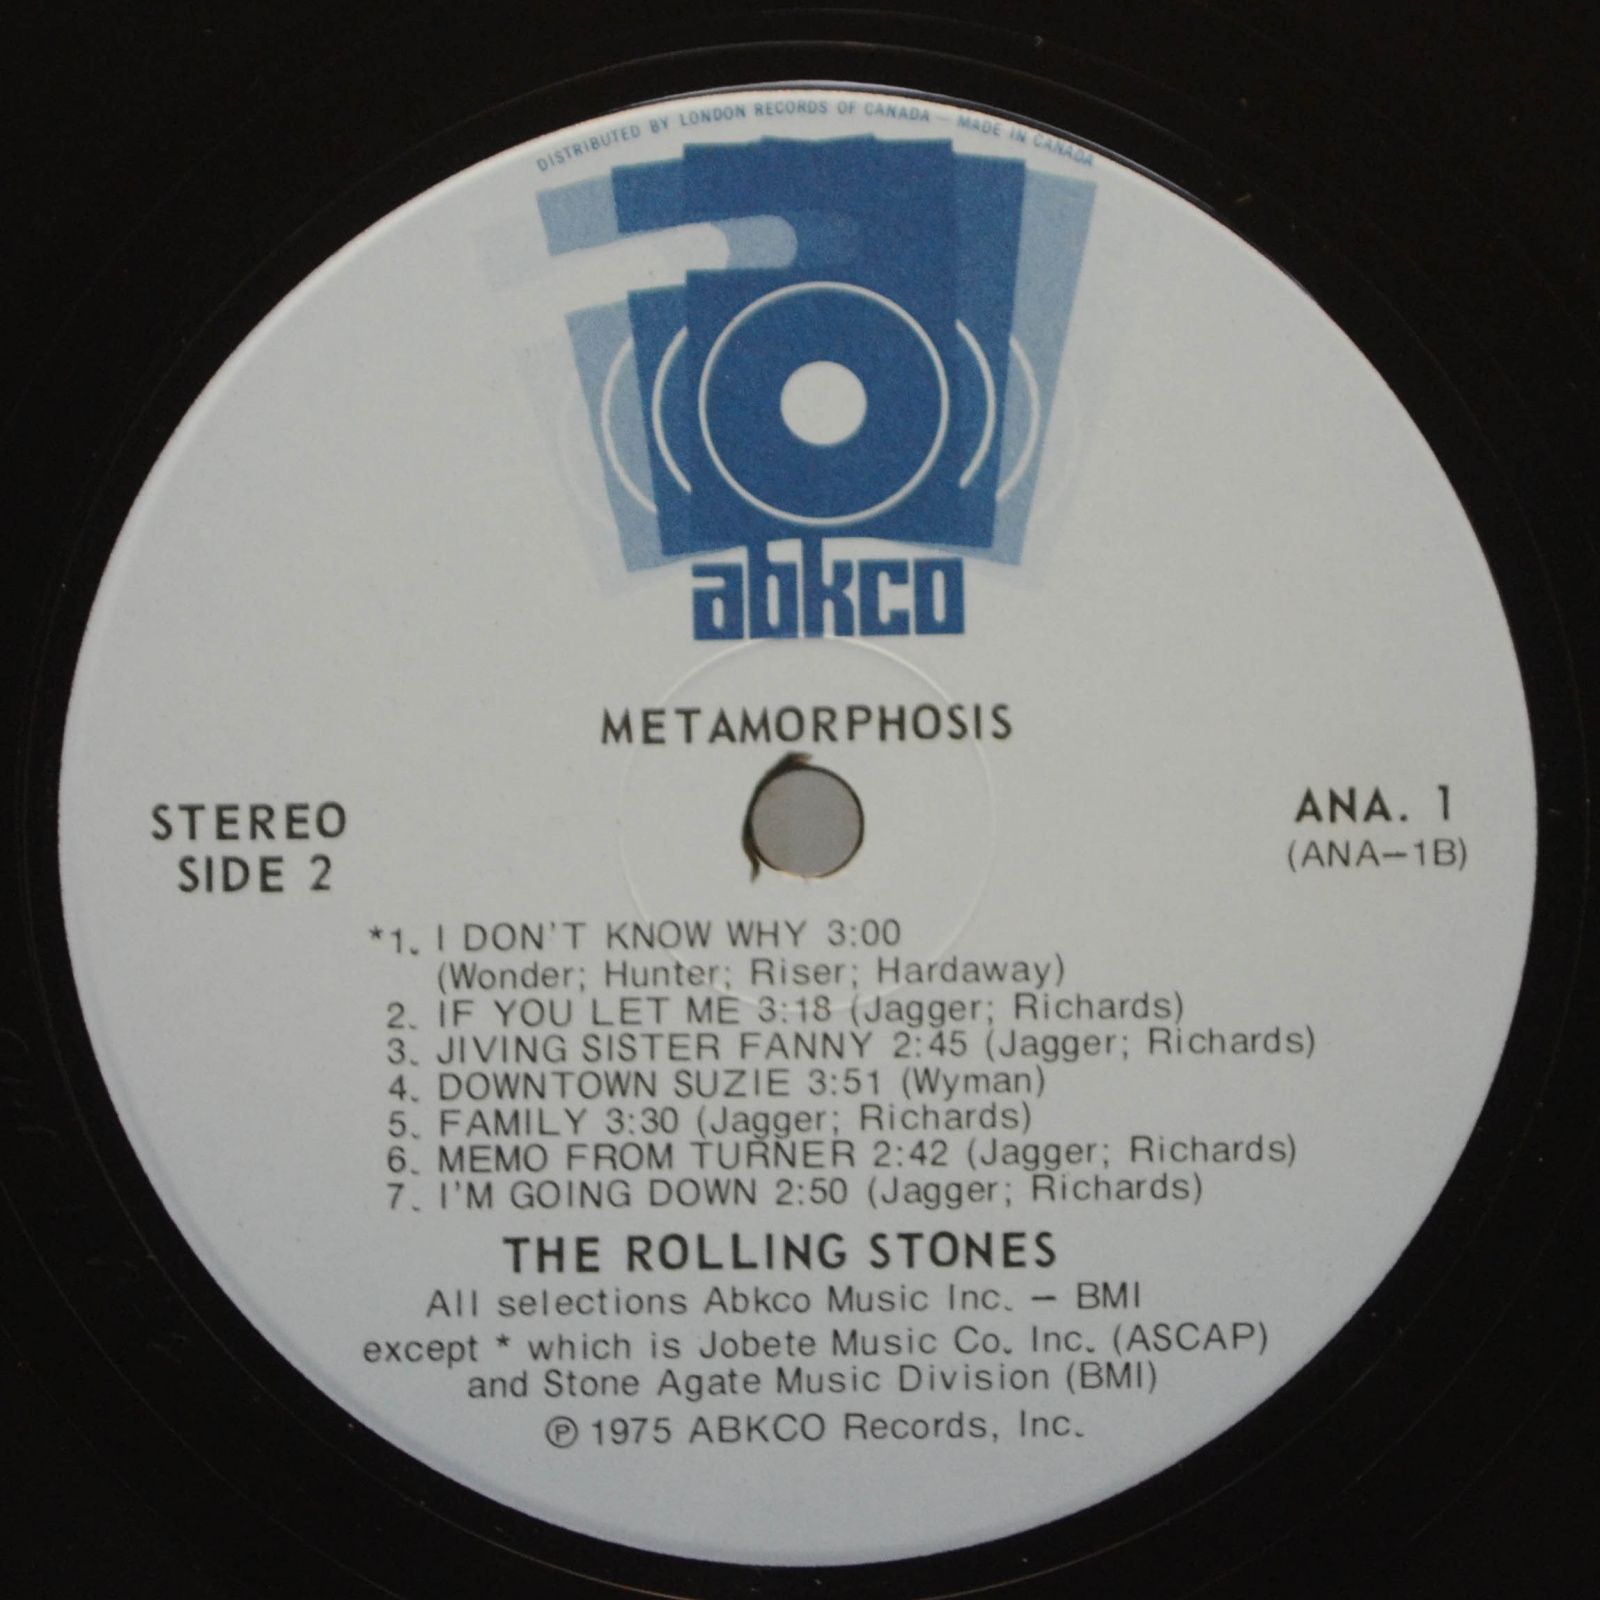 DISTRIBUTED BY LONDON RECORDS OF CANADA — MADE IN CANADA
abkco
METAMORPHOSIS
STEREO
SIDE 2
ANA. 1
(ANA-1B)
*1. I DON'T KNOW WHY 3:00
(Wonder; Hunter; Riser; Hardaway)
2. IF YOU LET ME 3:18 (Jagger; Richards)
3. JIVING SISTER FANNY 2:45 (Jagger; Richards)
4. DOWNTOWN SUZIE 3:51 (Wyman)
5. FAMILY 3:30 (Jagger; Richards)
6. MEMO FROM TURNER 2:42 (Jagger; Richards)
7. I'M GOING DOWN 2:50 (Jagger; Richards)
THE ROLLING STONES
All selections Abkco Music Inc. – BMI
except * which is Jobete Music Co. Inc. (ASCAP)
and Stone Agate Music Division (BMI)
℗ 1975 ABKCO Records, Inc.